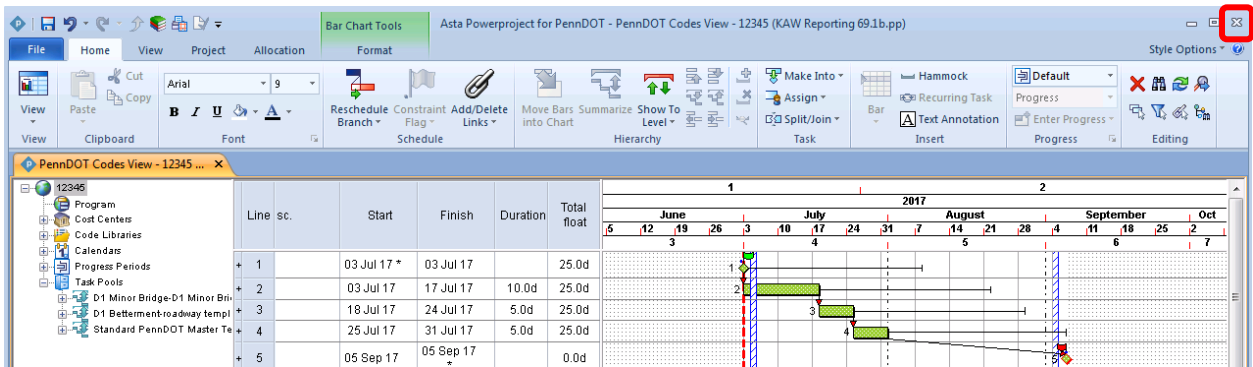 Bar Chart Tools
Asta Powerproject for PennDOT - PennDOT Codes View - 12345 (KAW Reporting 69.1b.pp)
File Home View Project Allocation Format Style Options
Cut
Copy
Paste
Arial 9
B I U A
View
Reschedule Branch
Constraint Flag
Add/Delete Links
Move Bars into Chart
Summarize
Show To Level
Make Into
Assign
Split/Join
Bar
Hammock
Recurring Task
Text Annotation
Default
Progress
Enter Progress
View Clipboard Font Schedule Hierarchy Task Insert Progress Editing
PennDOT Codes View - 12345 ... X
12345
Program
Cost Centers
Code Libraries
Calendars
Progress Periods
Task Pools
D1 Minor Bridge-D1 Minor Bri
D1 Betterment-roadway templ
Standard PennDOT Master Te
Line sc. Start Finish Duration Total float
1 2
2017
June July August September Oct
5 12 19 26 3 10 17 24 31 7 14 21 28 4 11 18 25 2
3 4 5 6 7
+ 1 03 Jul 17 * 03 Jul 17 25.0d 1
+ 2 03 Jul 17 17 Jul 17 10.0d 25.0d 2
+ 3 18 Jul 17 24 Jul 17 5.0d 25.0d 3
+ 4 25 Jul 17 31 Jul 17 5.0d 25.0d 4
+ 5 05 Sep 17 05 Sep 17 * 0.0d 5